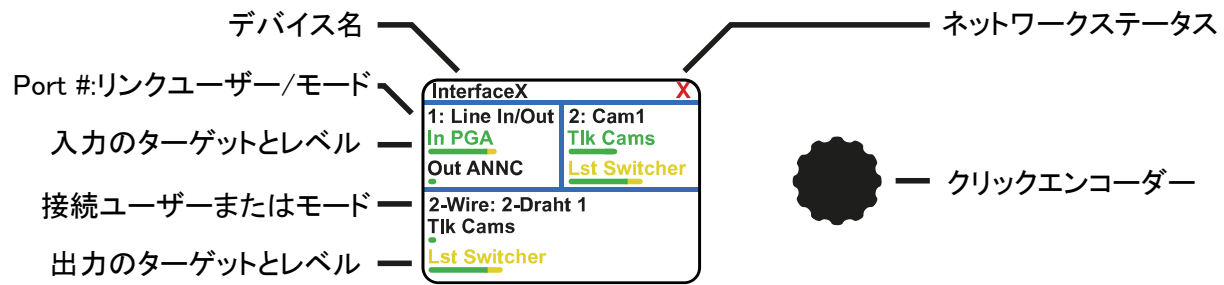 デバイス名
ネットワークステータス
Port #:リンクユーザー/モード
入力のターゲットとレベル
接続ユーザーまたはモード
出力のターゲットとレベル
InterfaceX
X
1: Line In/Out
In PGA
Out ANNC
2: Cam1
Tlk Cams
Lst Switcher
2-Wire: 2-Draht 1
Tlk Cams
Lst Switcher
クリックエンコーダー